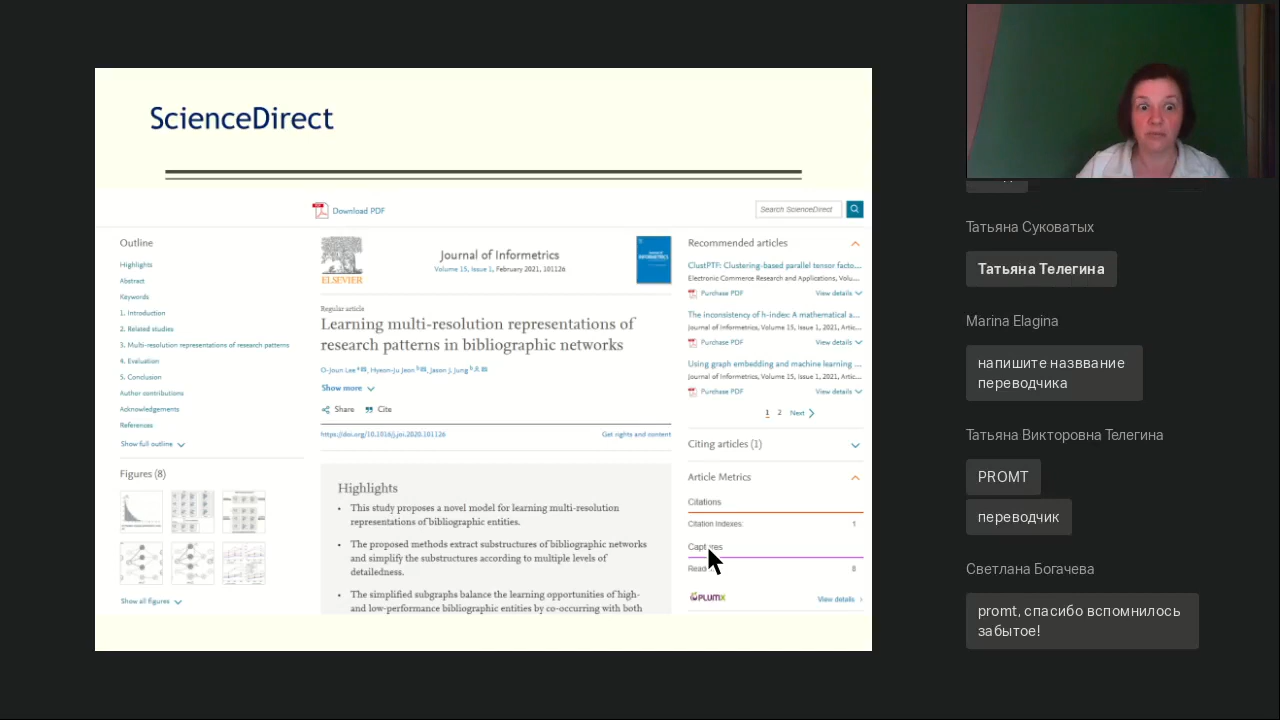 ScienceDirect
Download PDF
Search ScienceDirect
Outline
Highlights
Abstract
Keywords
1. Introduction
2. Related studies
3. Multi-resolution representations of research patterns
4. Evaluation
5. Conclusion
Author contributions
Acknowledgements
References
Show full outline
Figures (8)
Show all figures
ELSEVIER
Journal of Informetrics
Volume 15, Issue 1, February 2021, 101126
Regular article
Learning multi-resolution representations of
research patterns in bibliographic networks
O-Joun Lee, Hyeon-Ju Jeon, Jason J. Jung
Show more
Share Cite
https://doi.org/10.1016/j.joi.2020.101126 Get rights and content
Highlights
• This study proposes a novel model for learning multi-resolution
representations of bibliographic entities.
• The proposed methods extract substructures of bibliographic networks
and simplify the substructures according to multiple levels of
detailedness.
• The simplified subgraphs balance the learning opportunities of high-
and low-performance bibliographic entities by co-occurring with both
Recommended articles
ClustPTF: Clustering-based parallel tensor facto...
Electronic Commerce Research and Applications, Volu...
Purchase PDF View details
The inconsistency of h-index: A mathematical a...
Journal of Informetrics, Volume 15, Issue 1, 2021, Artic...
Purchase PDF View details
Using graph embedding and machine learning ...
Journal of Informetrics, Volume 15, Issue 1, 2021, Artic...
Purchase PDF View details
1 2 Next
Citing articles (1)
Article Metrics
Citations
Citation Indexes: 1
Captures
8
PLUMX View details
Татьяна Суковатых
Татьяна Телегина
Marina Elagina
напишите назввание
переводчика
Татьяна Викторовна Телегина
PROMT
переводчик
Светлана Богачева
promt, спасибо вспомнилось
забытое!